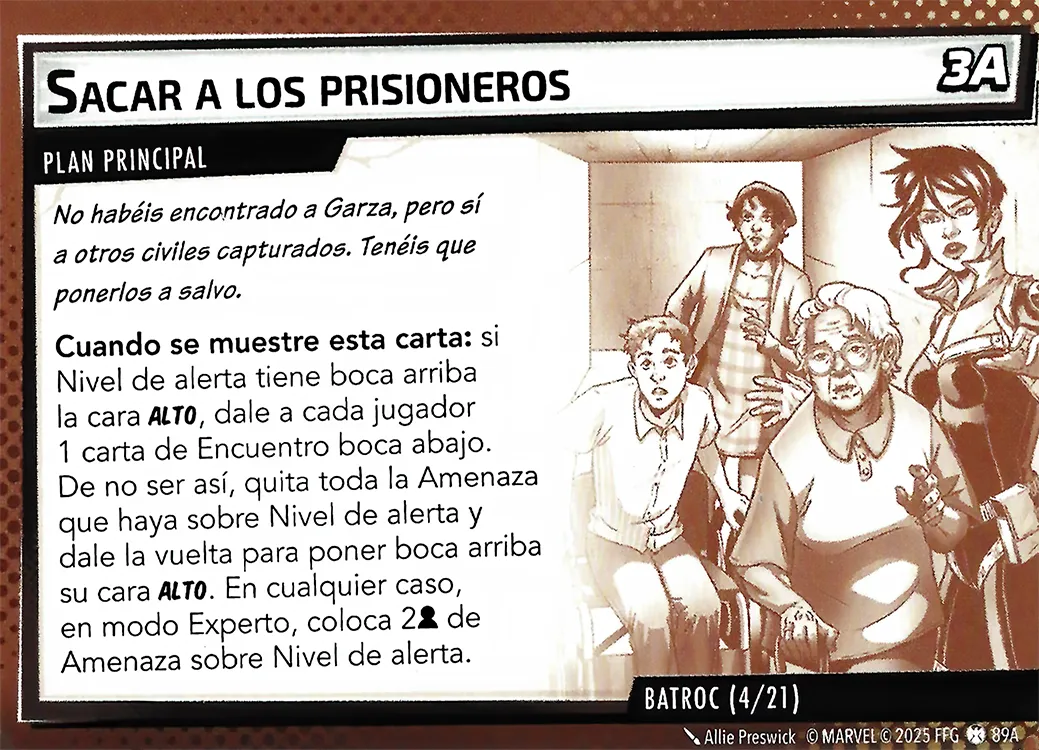 SACAR A LOS PRISIONEROS
3A
PLAN PRINCIPAL
No habéis encontrado a Garza, pero sí
a otros civiles capturados. Tenéis que
ponerlos a salvo.
Cuando se muestre esta carta: si
Nivel de alerta tiene boca arriba
la cara ALTO, dale a cada jugador
1 carta de Encuentro boca abajo.
De no ser así, quita toda la Amenaza
que haya sobre Nivel de alerta y
dale la vuelta para poner boca arriba
su cara ALTO. En cualquier caso,
en modo Experto, coloca 2 de
Amenaza sobre Nivel de alerta.
BATROC (4/21)
Allie Preswick © MARVEL © 2025 FFG 89A